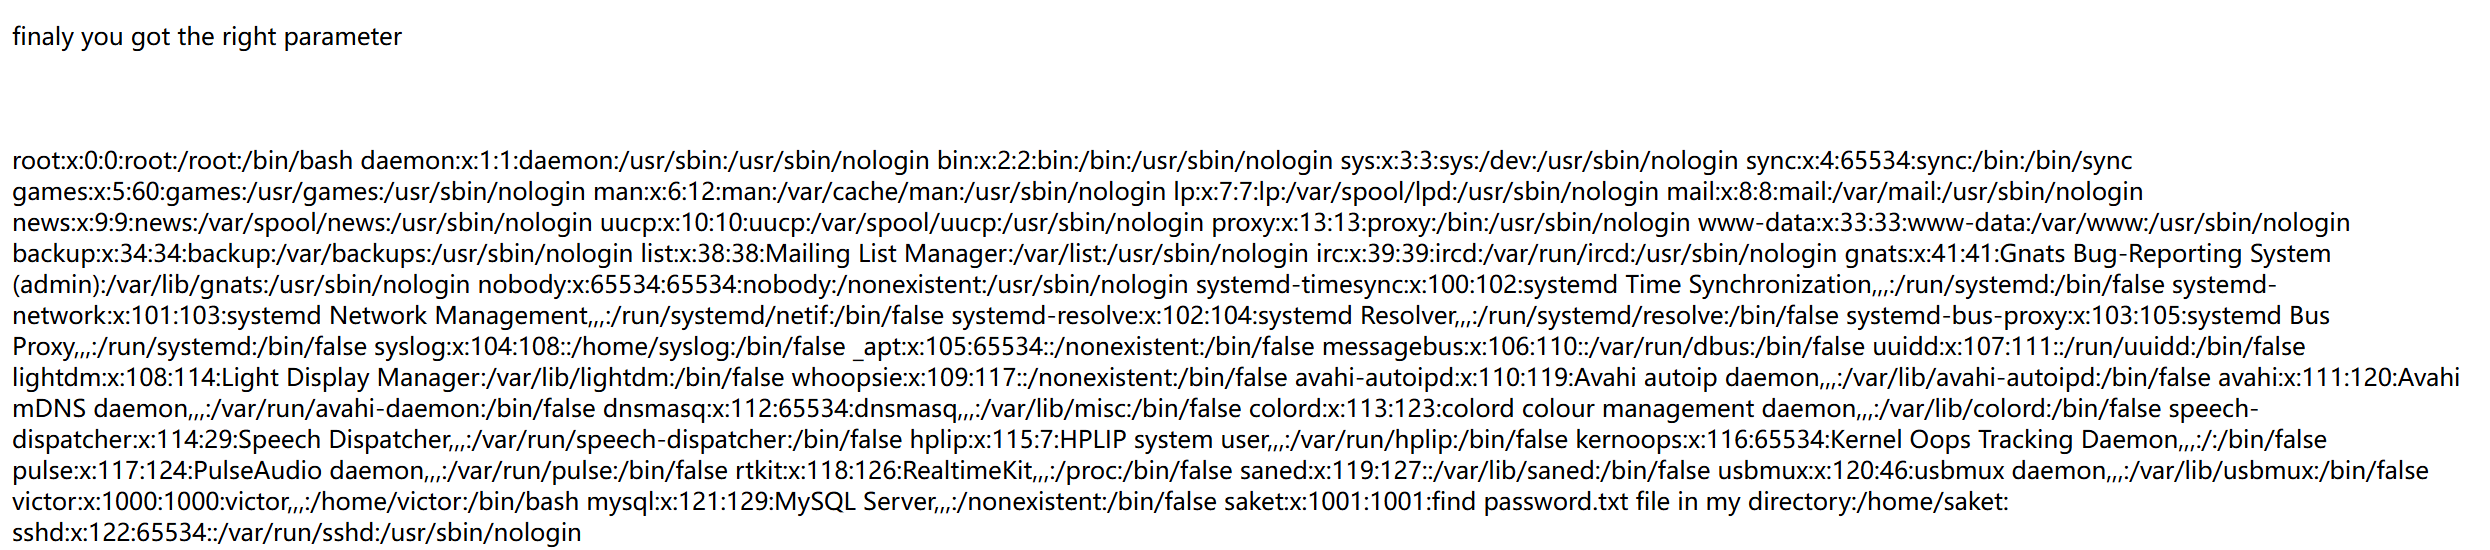 finaly you got the right parameter
root:x:0:0:root:/root:/bin/bash daemon:x:1:1:daemon:/usr/sbin:/usr/sbin/nologin bin:x:2:2:bin:/bin:/usr/sbin/nologin sys:x:3:3:sys:/dev:/usr/sbin/nologin sync:x:4:65534:sync:/bin:/bin/sync
games:x:5:60:games:/usr/games:/usr/sbin/nologin man:x:6:12:man:/var/cache/man:/usr/sbin/nologin lp:x:7:7:lp:/var/spool/lpd:/usr/sbin/nologin mail:x:8:8:mail:/var/mail:/usr/sbin/nologin
news:x:9:9:news:/var/spool/news:/usr/sbin/nologin uucp:x:10:10:uucp:/var/spool/uucp:/usr/sbin/nologin proxy:x:13:13:proxy:/bin:/usr/sbin/nologin www-data:x:33:33:www-data:/var/www:/usr/sbin/nologin
backup:x:34:34:backup:/var/backups:/usr/sbin/nologin list:x:38:38:Mailing List Manager:/var/list:/usr/sbin/nologin irc:x:39:39:ircd:/var/run/ircd:/usr/sbin/nologin gnats:x:41:41:Gnats Bug-Reporting System
(admin):/var/lib/gnats:/usr/sbin/nologin nobody:x:65534:65534:nobody:/nonexistent:/usr/sbin/nologin systemd-timesync:x:100:102:systemd Time Synchronization,,,:/run/systemd:/bin/false systemd-
network:x:101:103:systemd Network Management,,,:/run/systemd/netif:/bin/false systemd-resolve:x:102:104:systemd Resolver,,,:/run/systemd/resolve:/bin/false systemd-bus-proxy:x:103:105:systemd Bus
Proxy,,,:/run/systemd:/bin/false syslog:x:104:108::/home/syslog:/bin/false _apt:x:105:65534::/nonexistent:/bin/false messagebus:x:106:110::/var/run/dbus:/bin/false uuidd:x:107:111::/run/uuidd:/bin/false
lightdm:x:108:114:Light Display Manager:/var/lib/lightdm:/bin/false whoopsie:x:109:117::/nonexistent:/bin/false avahi-autoipd:x:110:119:Avahi autoip daemon,,,:/var/lib/avahi-autoipd:/bin/false avahi:x:111:120:Avahi
mDNS daemon,,,:/var/run/avahi-daemon:/bin/false dnsmasq:x:112:65534:dnsmasq,,,:/var/lib/misc:/bin/false colord:x:113:123:colord colour management daemon,,,:/var/lib/colord:/bin/false speech-
dispatcher:x:114:29:Speech Dispatcher,,,:/var/run/speech-dispatcher:/bin/false hplip:x:115:7:HPLIP system user,,,:/var/run/hplip:/bin/false kernoops:x:116:65534:Kernel Oops Tracking Daemon,,,:/:/bin/false
pulse:x:117:124:PulseAudio daemon,,,:/var/run/pulse:/bin/false rtkit:x:118:126:RealtimeKit,,,:/proc:/bin/false saned:x:119:127::/var/lib/saned:/bin/false usbmux:x:120:46:usbmux daemon,,,:/var/lib/usbmux:/bin/false
victor:x:1000:1000:victor,,,:/home/victor:/bin/bash mysql:x:121:129:MySQL Server,,,:/nonexistent:/bin/false saket:x:1001:1001:find password.txt file in my directory:/home/saket:
sshd:x:122:65534::/var/run/sshd:/usr/sbin/nologin